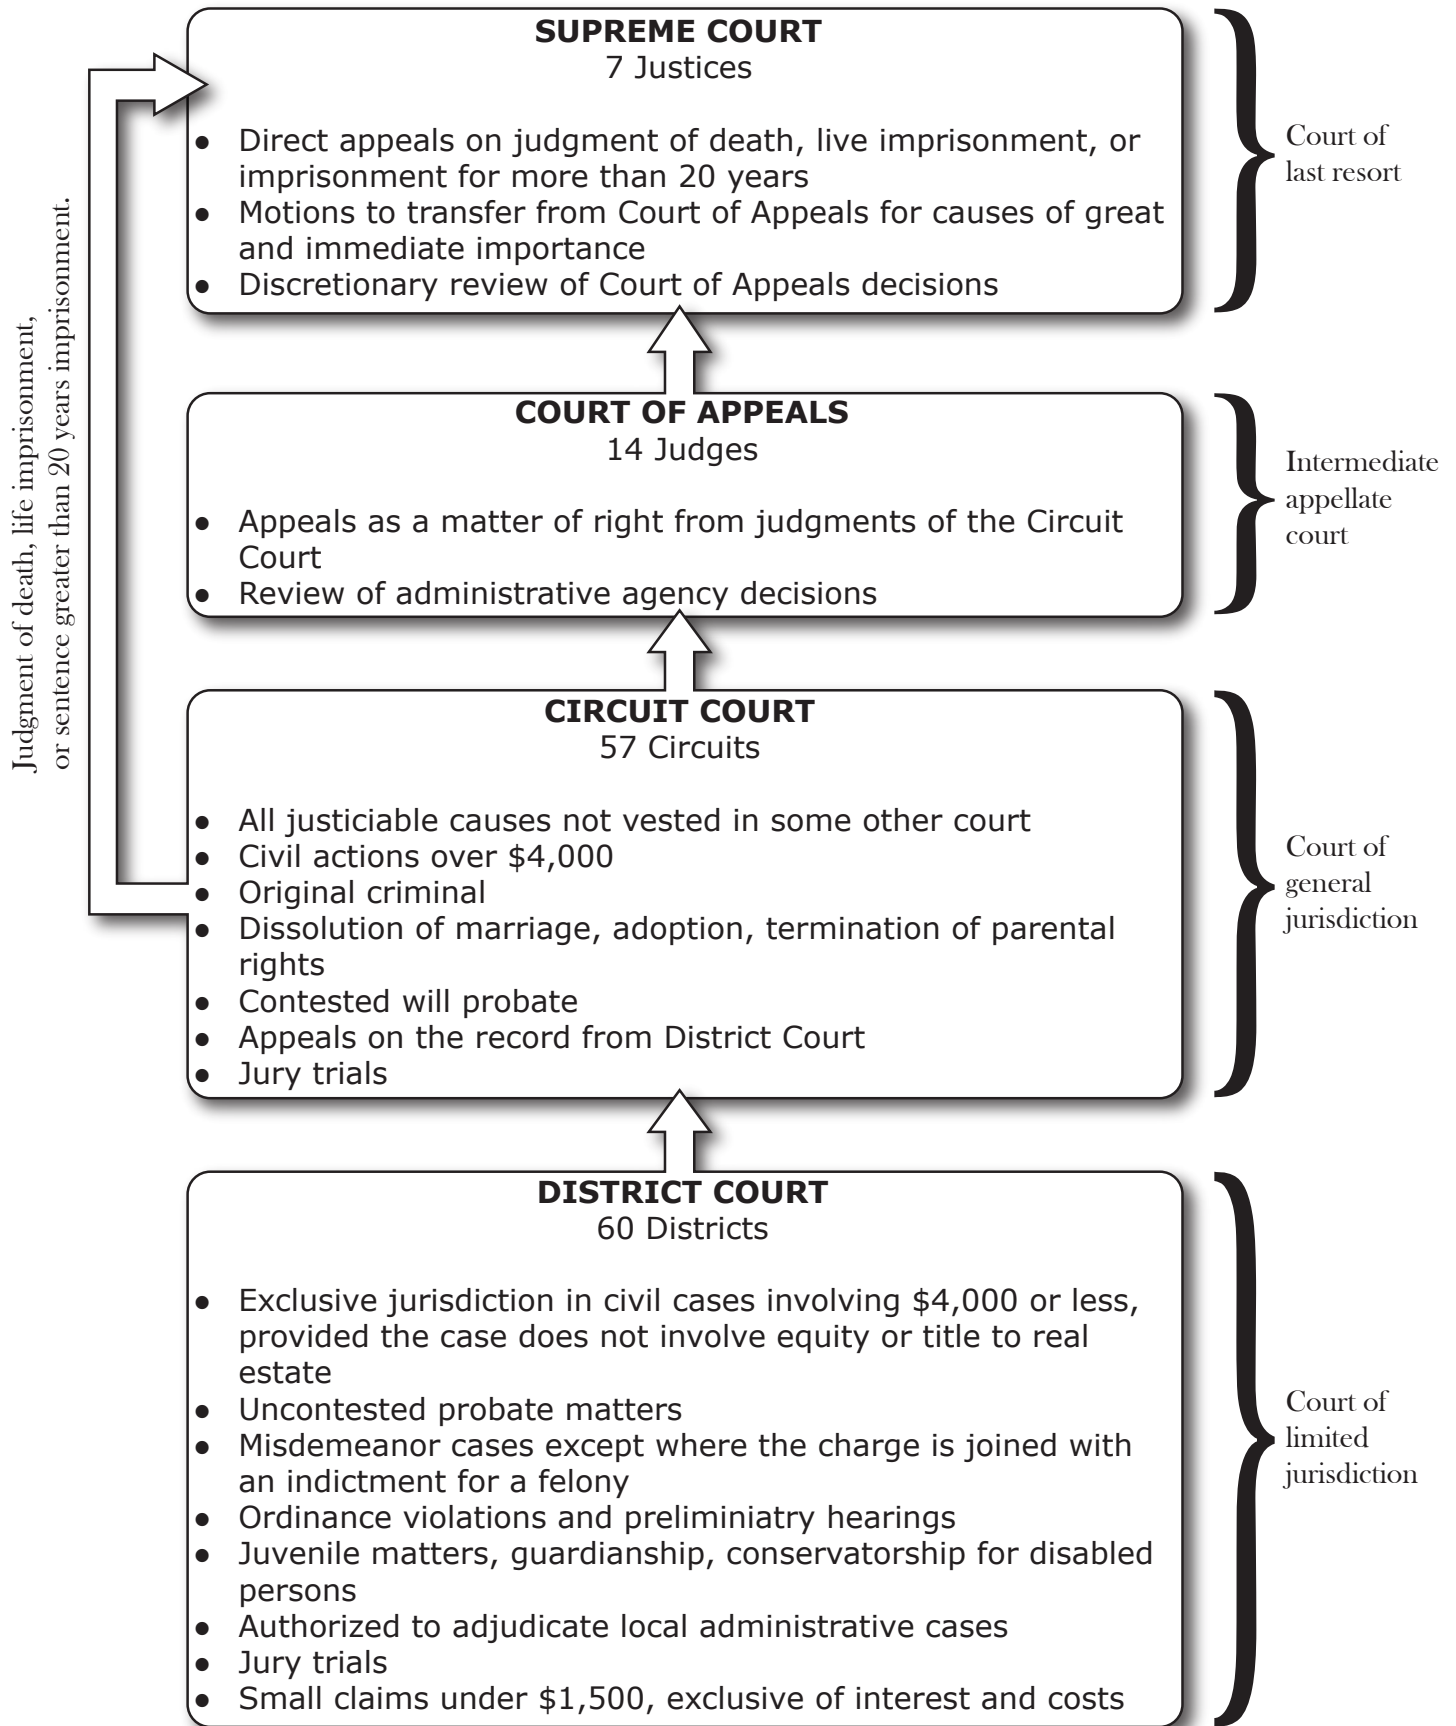 SUPREME COURT
7 Justices
● Direct appeals on judgment of death, live imprisonment, or
imprisonment for more than 20 years
● Motions to transfer from Court of Appeals for causes of great
and immediate importance
● Discretionary review of Court of Appeals decisions
Court of
last resort
Judgment of death, life imprisonment,
or sentence greater than 20 years imprisonment.
COURT OF APPEALS
14 Judges
● Appeals as a matter of right from judgments of the Circuit
Court
● Review of administrative agency decisions
Intermediate
appellate
court
CIRCUIT COURT
57 Circuits
● All justiciable causes not vested in some other court
● Civil actions over $4,000
● Original criminal
● Dissolution of marriage, adoption, termination of parental
rights
● Contested will probate
● Appeals on the record from District Court
● Jury trials
Court of
general
jurisdiction
DISTRICT COURT
60 Districts
● Exclusive jurisdiction in civil cases involving $4,000 or less,
provided the case does not involve equity or title to real
estate
● Uncontested probate matters
● Misdemeanor cases except where the charge is joined with
an indictment for a felony
● Ordinance violations and preliminiatry hearings
● Juvenile matters, guardianship, conservatorship for disabled
persons
● Authorized to adjudicate local administrative cases
● Jury trials
● Small claims under $1,500, exclusive of interest and costs
Court of
limited
jurisdiction